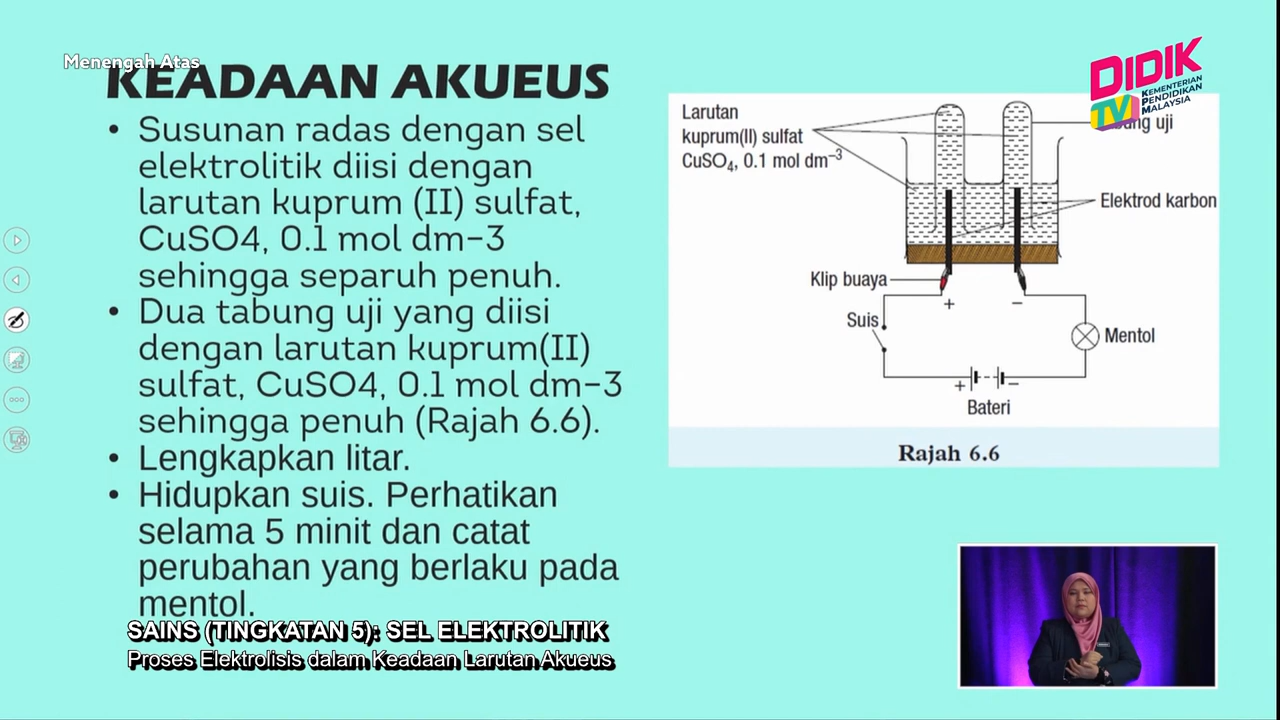 Menengah Atas
KEADAAN AKUEUS
• Susunan radas dengan sel
elektrolitik diisi dengan
larutan kuprum (II) sulfat,
CuSO4, 0.1 mol dm-3
sehingga separuh penuh.
• Dua tabung uji yang diisi
dengan larutan kuprum(II)
sulfat, CuSO4, 0.1 mol dm-3
sehingga penuh (Rajah 6.6).
• Lengkapkan litar.
• Hidupkan suis. Perhatikan
selama 5 minit dan catat
perubahan yang berlaku pada
mentol.
SAINS (TINGKATAN 5): SEL ELEKTROLITIK
Proses Elektrolisis dalam Keadaan Larutan Akueus
DIDIK
TV
KEMENTERIAN
PENDIDIKAN
MALAYSIA
Larutan
kuprum(II) sulfat
CuSO₄, 0.1 mol dm⁻³
uji
Elektrod karbon
Klip buaya
+ −
Suis
Mentol
+ −
Bateri
Rajah 6.6